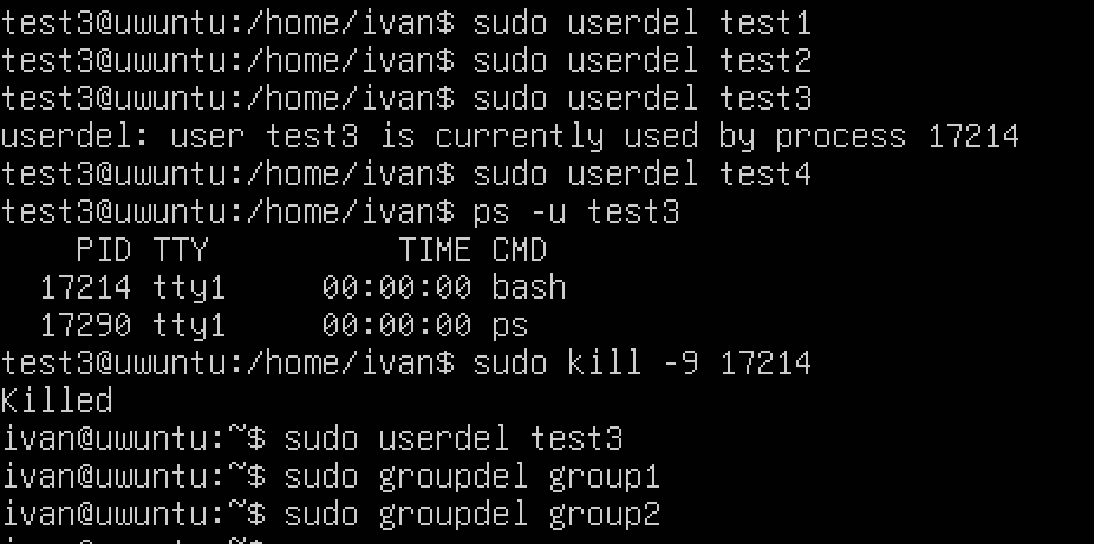 test3@uwuntu:/home/ivan$ sudo userdel test1
test3@uwuntu:/home/ivan$ sudo userdel test2
test3@uwuntu:/home/ivan$ sudo userdel test3
userdel: user test3 is currently used by process 17214
test3@uwuntu:/home/ivan$ sudo userdel test4
test3@uwuntu:/home/ivan$ ps -u test3
    PID TTY          TIME CMD
  17214 tty1     00:00:00 bash
  17290 tty1     00:00:00 ps
test3@uwuntu:/home/ivan$ sudo kill -9 17214
Killed
ivan@uwuntu:~$ sudo userdel test3
ivan@uwuntu:~$ sudo groupdel group1
ivan@uwuntu:~$ sudo groupdel group2